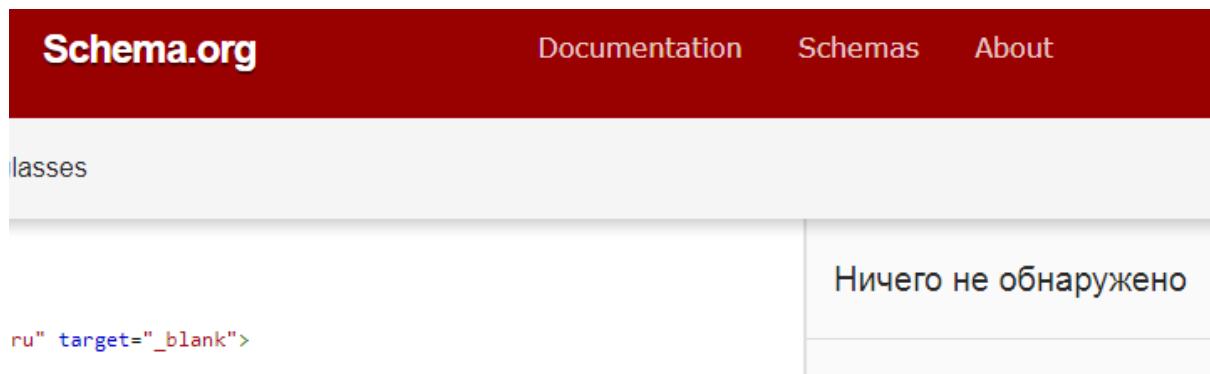 Schema.org Documentation Schemas About
lasses
Ничего не обнаружено
ru" target="_blank">